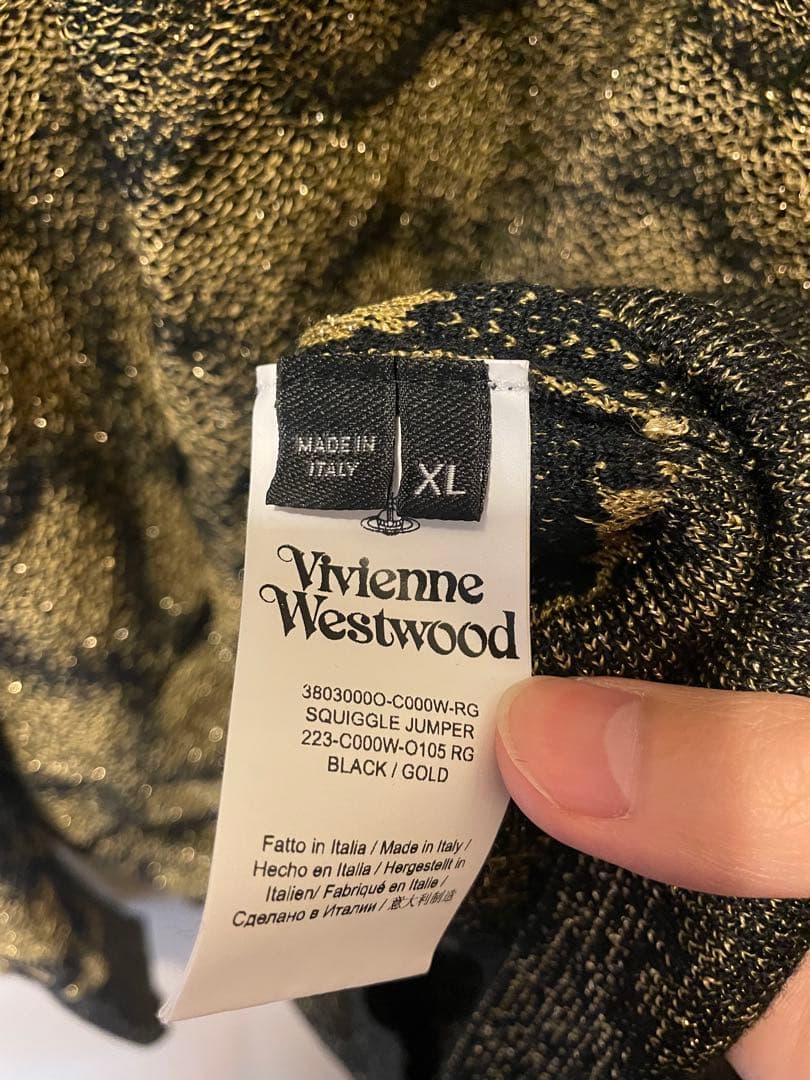 MADE IN
ITALY
XL
Vivienne
Westwood
3803000O-C000W-RG
SQUIGGLE JUMPER
223-C000W-O105 RG
BLACK / GOLD
Fatto in Italia / Made in Italy /
Hecho en Italia / Hergestellt in
Italien/ Fabriqué en Italie /
Сделано в Италии / 意大利制造